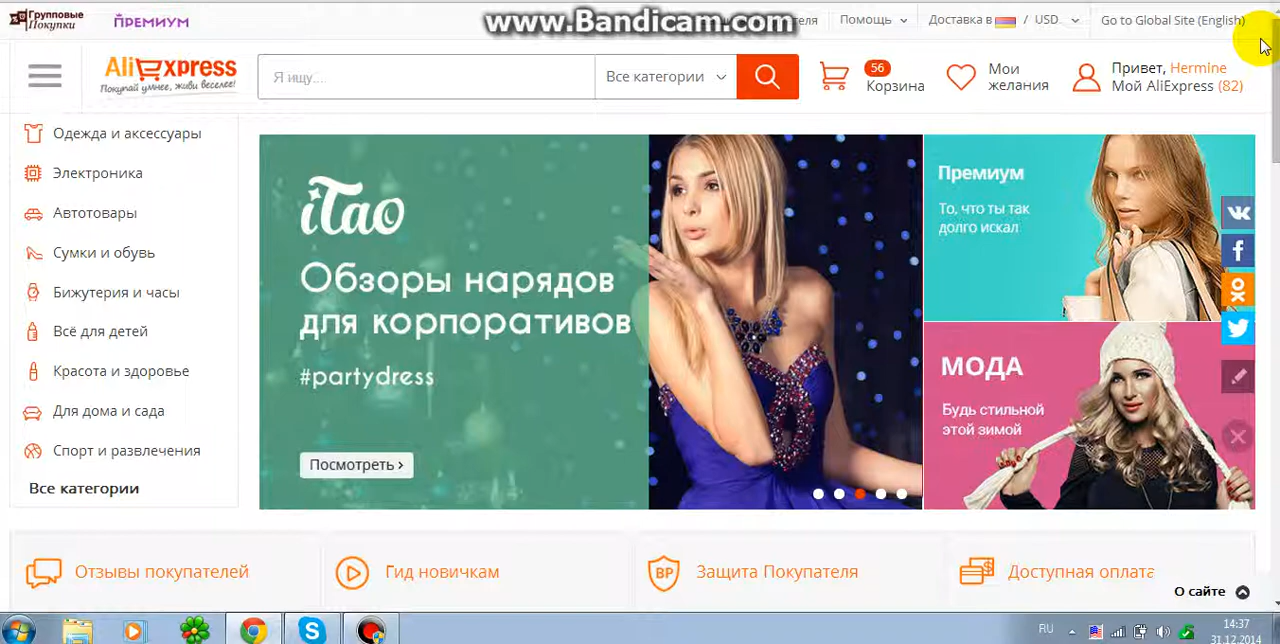 Групповые
Покупки
ПРЕМИУМ
www.Bandicam.com
Помощь
Доставка в / USD
Go to Global Site (English)
AliExpress
Покупай умнее, живи веселее!
Я ищу....
Все категории
56
Корзина
Мои
желания
Привет, Hermine
Мой AliExpress (82)
Одежда и аксессуары
Электроника
Автотовары
Сумки и обувь
Бижутерия и часы
Всё для детей
Красота и здоровье
Для дома и сада
Спорт и развлечения
Все категории
iTao
Обзоры нарядов
для корпоративов
#partydress
Посмотреть ›
Премиум
То, что ты так
долго искал
МОДА
Будь стильной
этой зимой
Отзывы покупателей
Гид новичкам
BP
Защита Покупателя
Доступная оплата
О сайте
RU
14:37
31.12.2014